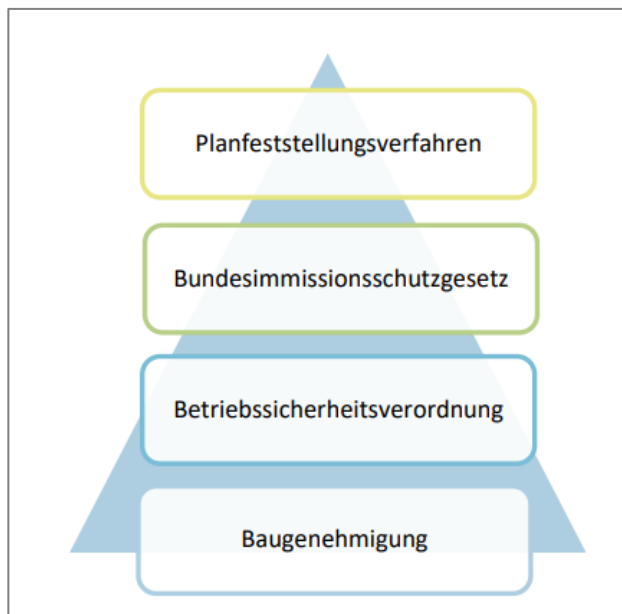 Planfeststellungsverfahren
Bundesimmissionsschutzgesetz
Betriebssicherheitsverordnung
Baugenehmigung